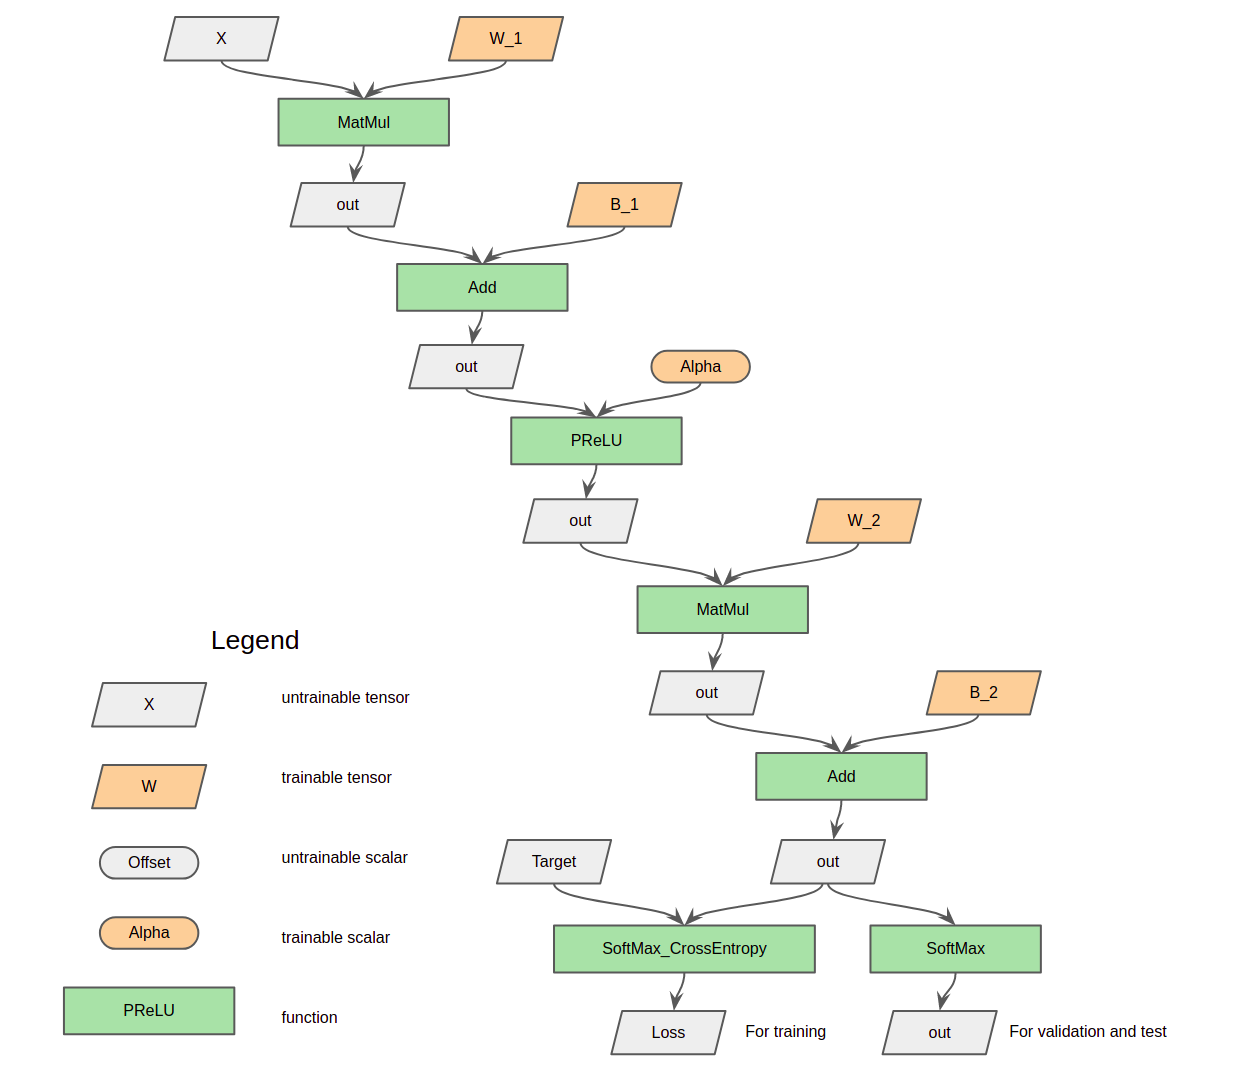 X
W_1
MatMul
out
B_1
Add
out
Alpha
PReLU
out
W_2
MatMul
out
B_2
Add
Target
out
SoftMax_CrossEntropy
SoftMax
Loss
For training
out
For validation and test
Legend
X
untrainable tensor
W
trainable tensor
Offset
untrainable scalar
Alpha
trainable scalar
PReLU
function